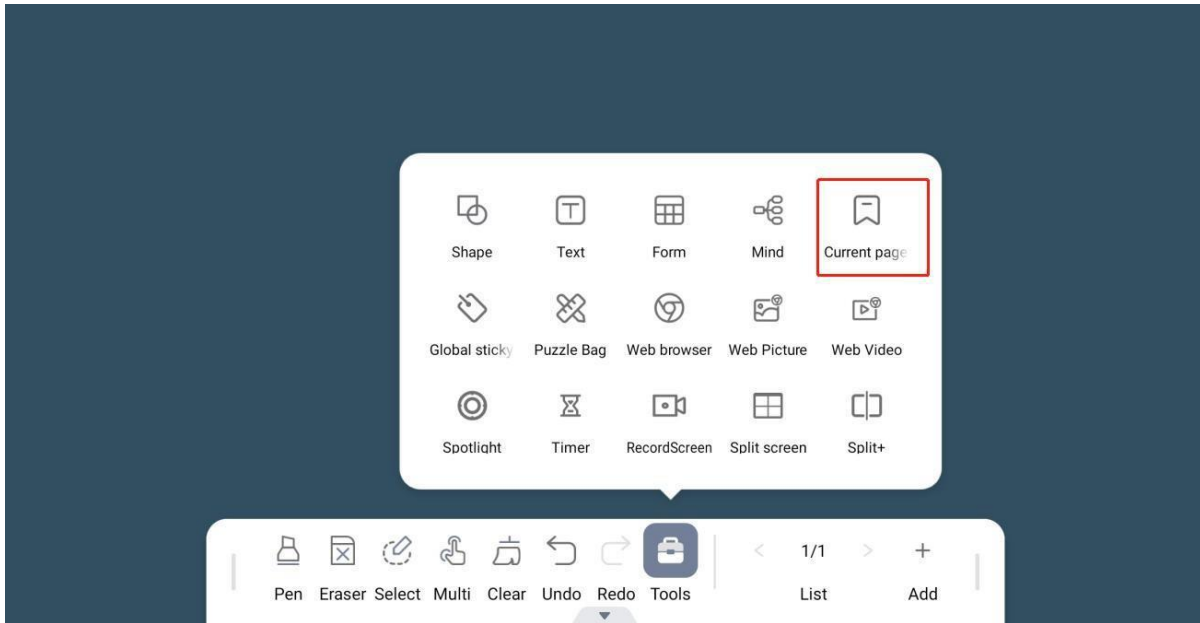 Shape Text Form Mind Current page
Global sticky Puzzle Bag Web browser Web Picture Web Video
Spotlight Timer RecordScreen Split screen Split+
1/1
Pen Eraser Select Multi Clear Undo Redo Tools List Add